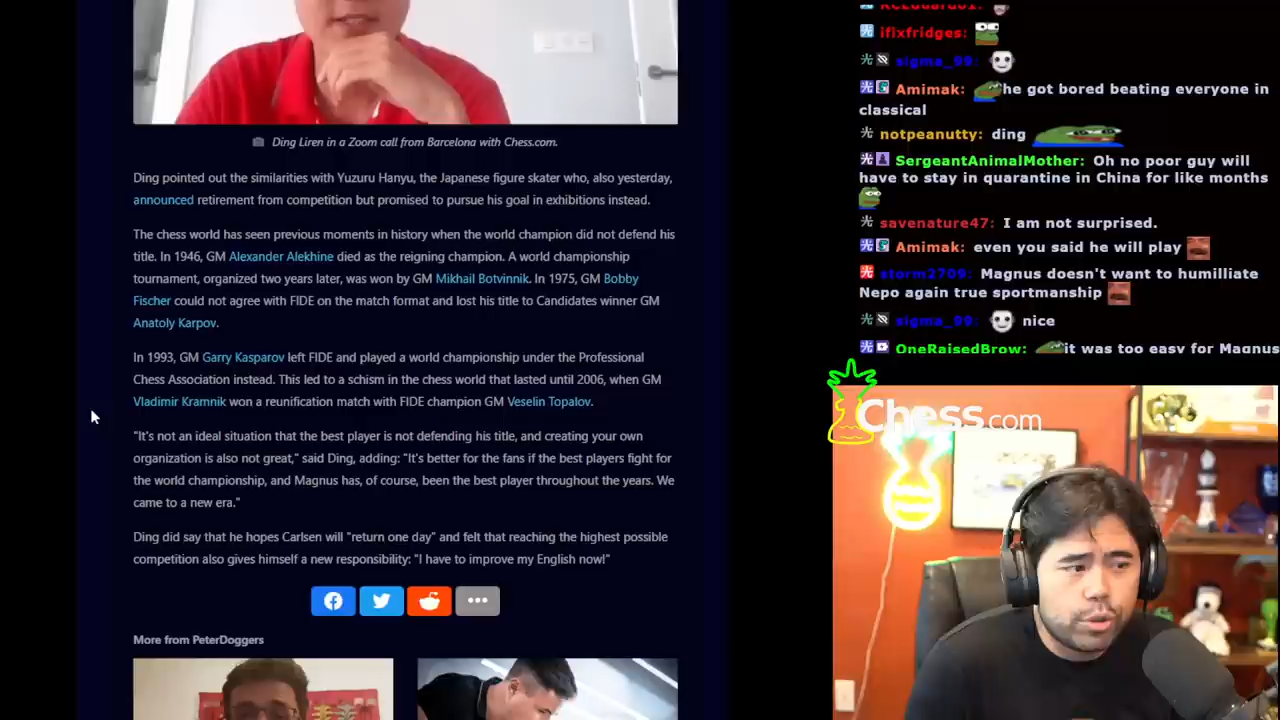 Ding Liren in a Zoom call from Barcelona with Chess.com.
Ding pointed out the similarities with Yuzuru Hanyu, the Japanese figure skater who, also yesterday,
announced retirement from competition but promised to pursue his goal in exhibitions instead.
The chess world has seen previous moments in history when the world champion did not defend his
title. In 1946, GM Alexander Alekhine died as the reigning champion. A world championship
tournament, organized two years later, was won by GM Mikhail Botvinnik. In 1975, GM Bobby
Fischer could not agree with FIDE on the match format and lost his title to Candidates winner GM
Anatoly Karpov.
In 1993, GM Garry Kasparov left FIDE and played a world championship under the Professional
Chess Association instead. This led to a schism in the chess world that lasted until 2006, when GM
Vladimir Kramnik won a reunification match with FIDE champion GM Veselin Topalov.
"It's not an ideal situation that the best player is not defending his title, and creating your own
organization is also not great," said Ding, adding: "It's better for the fans if the best players fight for
the world championship, and Magnus has, of course, been the best player throughout the years. We
came to a new era."
Ding did say that he hopes Carlsen will "return one day" and felt that reaching the highest possible
competition also gives himself a new responsibility: "I have to improve my English now!"
More from PeterDoggers
ifixfridges:
sigma_99:
Amimak: he got bored beating everyone in
classical
notpeanutty: ding
SergeantAnimalMother: Oh no poor guy will
have to stay in quarantine in China for like months
savenature47: I am not surprised.
Amimak: even you said he will play
storm2709: Magnus doesn't want to humilliate
Nepo again true sportmanship
sigma_99: nice
OneRaisedBrow: it was too easy for Magnus
Chess.com